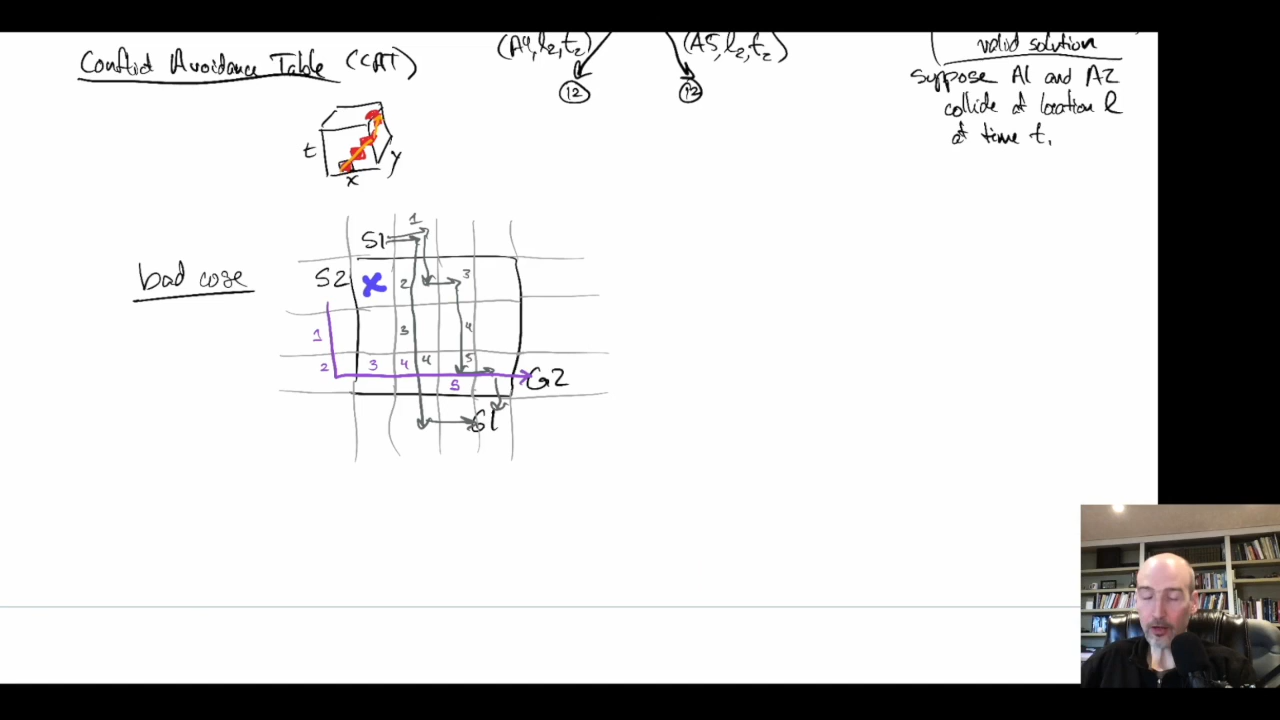 (A4, l2, t2)
(A5, l2, t2)
12
12
valid solution
suppose A1 and A2
collide at location l
at time t.
Conflict Avoidance Table (CAT)
t
y
x
bad case
S1
1
S2
2
3
1
3
4
2
3
4
4
5
5
G2
G1